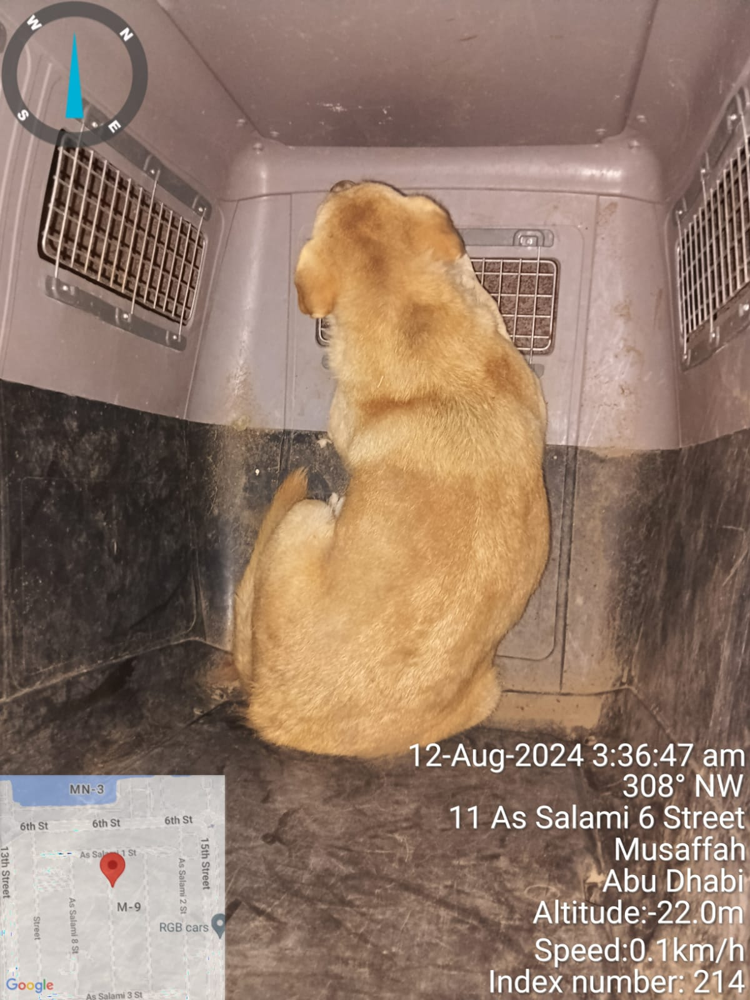 W
N
S
E
12-Aug-2024 3:36:47 am
308° NW
11 As Salami 6 Street
Musaffah
Abu Dhabi
Altitude:-22.0m
Speed:0.1km/h
Index number: 214
MN-3
6th St
6th St
6th St
As Salami 1 St
13th Street
15th Street
As Salami 2 St
M-9
As Salami 8 St
Street
RGB cars
Google
As Salami 3 St